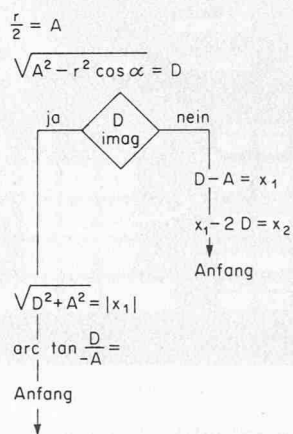 r/2 = A
√(A² − r² cos α) = D
ja
D
imag
nein
D − A = x₁
x₁ − 2 D = x₂
Anfang
√(D² + A²) = |x₁|
arc tan D/−A =
Anfang